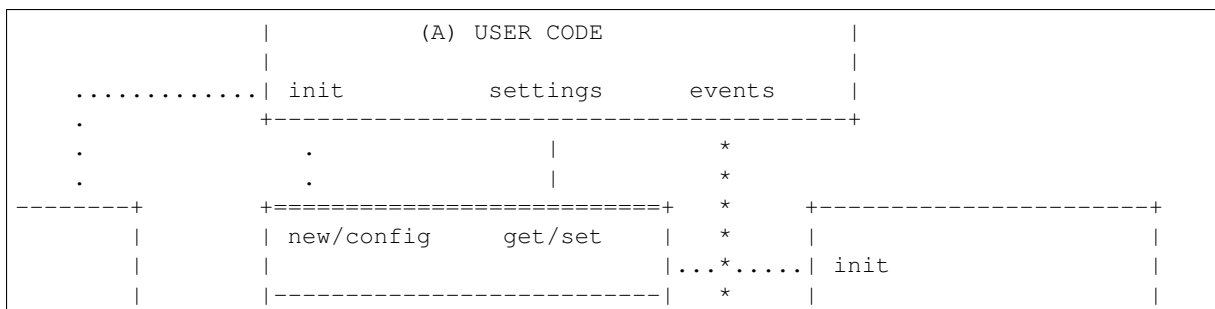 |          (A) USER CODE                 |
|                                        |
.............| init          settings      events     |
.            +----------------------------------------+
.               .                |           *
.               .                |           *
--------+        +===========================+   *     +-----------------------+
|        | new/config     get/set    |   *     |                       |
|        |                           |...*.....| init                  |
|        |---------------------------|   *     |                       |